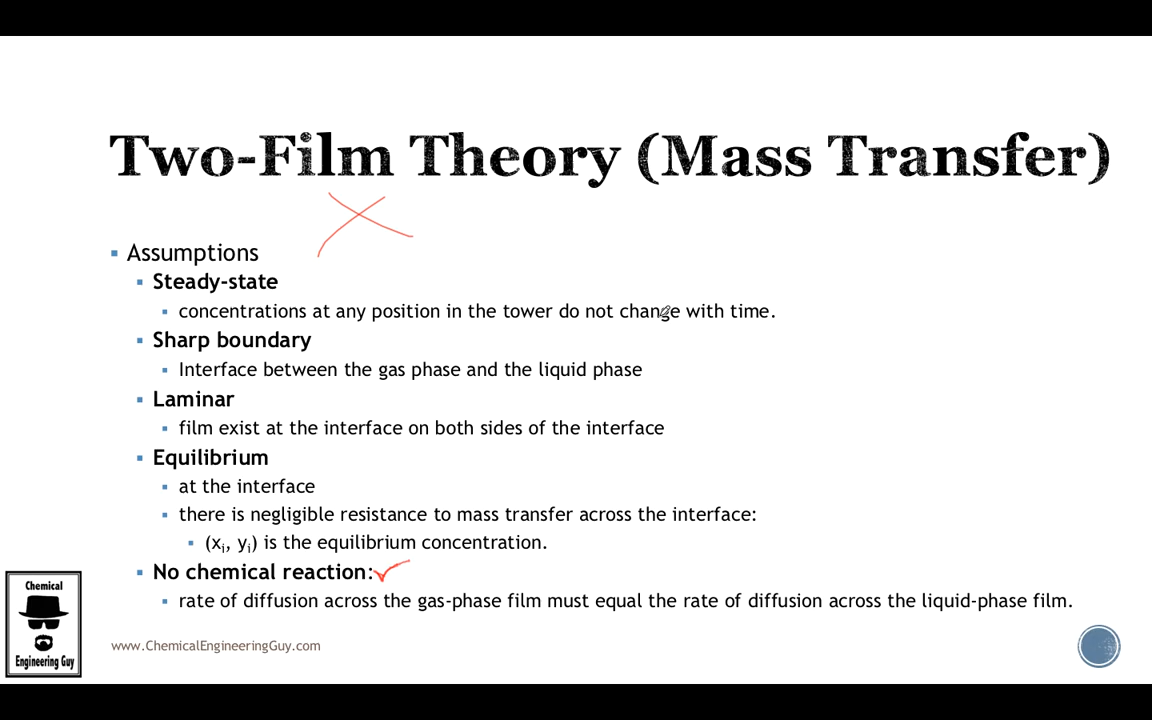 Two-Film Theory (Mass Transfer)
Assumptions
Steady-state
concentrations at any position in the tower do not change with time.
Sharp boundary
Interface between the gas phase and the liquid phase
Laminar
film exist at the interface on both sides of the interface
Equilibrium
at the interface
there is negligible resistance to mass transfer across the interface:
(xᵢ, yᵢ) is the equilibrium concentration.
No chemical reaction:
rate of diffusion across the gas-phase film must equal the rate of diffusion across the liquid-phase film.
Chemical
Engineering Guy
www.ChemicalEngineeringGuy.com